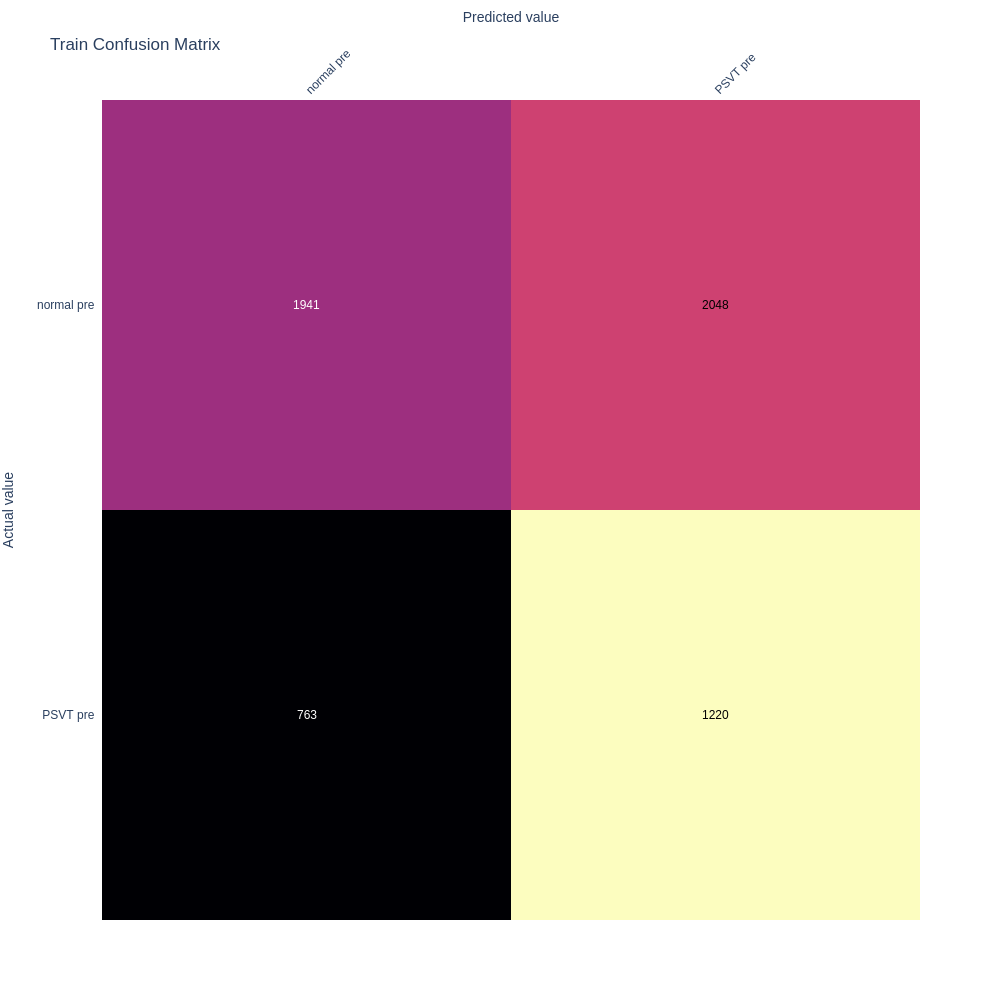 Predicted value
Train Confusion Matrix
normal pre
PSVT pre
normal pre
1941
2048
Actual value
PSVT pre
763
1220